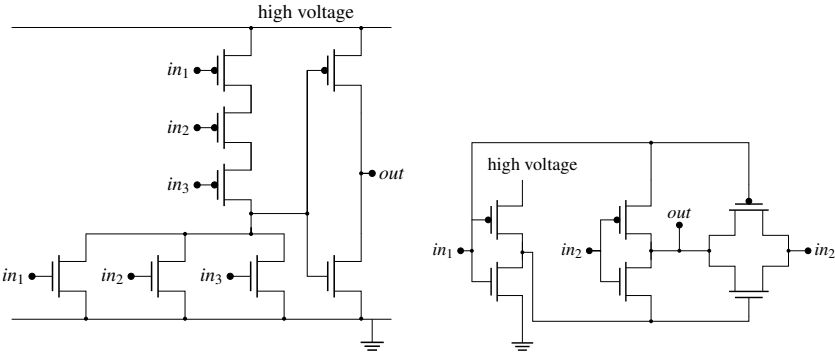 high voltage
in₁
in₂
in₃
out
in₁
in₂
in₃
high voltage
out
in₁
in₂
in₂